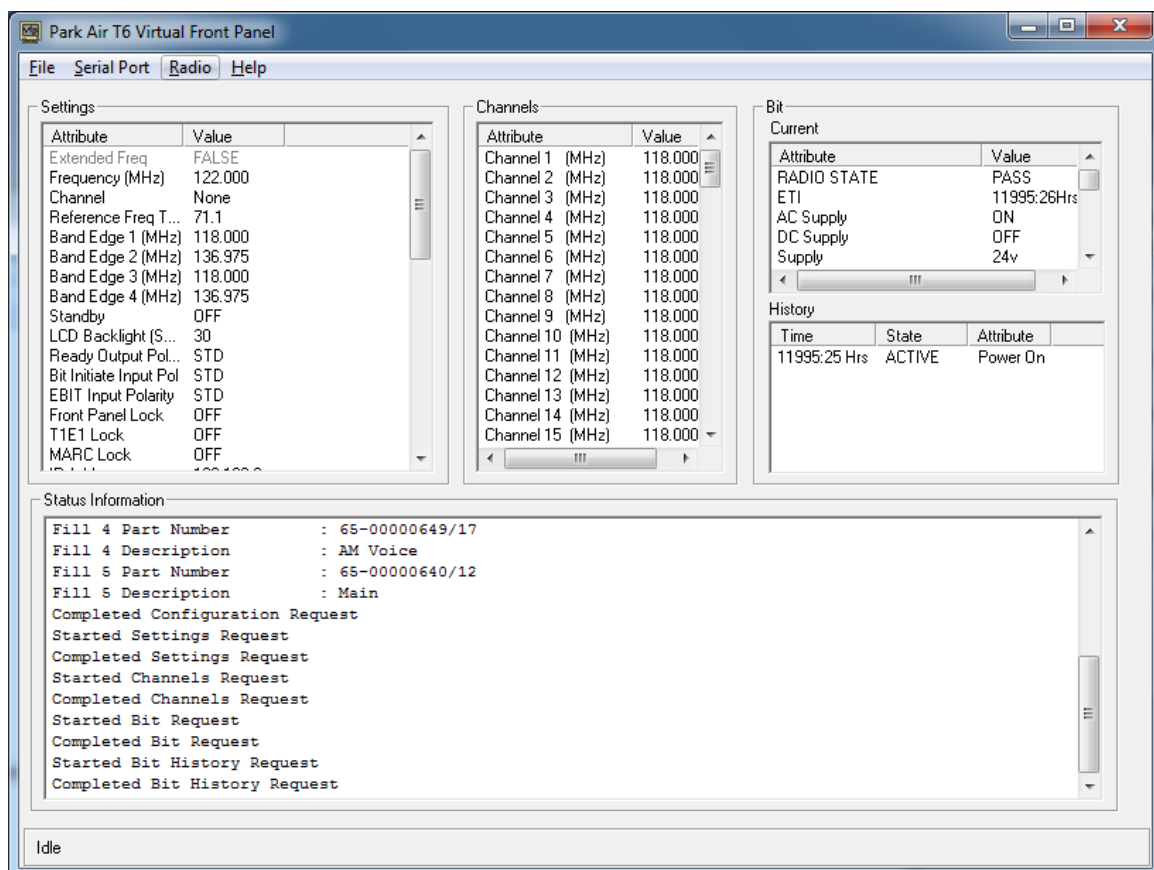 Park Air T6 Virtual Front Panel
File Serial Port Radio Help
Settings
Attribute Value
Extended Freq FALSE
Frequency (MHz) 122.000
Channel None
Reference Freq T... 71.1
Band Edge 1 (MHz) 118.000
Band Edge 2 (MHz) 136.975
Band Edge 3 (MHz) 118.000
Band Edge 4 (MHz) 136.975
Standby OFF
LCD Backlight (S... 30
Ready Output Pol... STD
Bit Initiate Input Pol STD
EBIT Input Polarity STD
Front Panel Lock OFF
T1E1 Lock OFF
MARC Lock OFF
Channels
Attribute Value
Channel 1 (MHz) 118.000
Channel 2 (MHz) 118.000
Channel 3 (MHz) 118.000
Channel 4 (MHz) 118.000
Channel 5 (MHz) 118.000
Channel 6 (MHz) 118.000
Channel 7 (MHz) 118.000
Channel 8 (MHz) 118.000
Channel 9 (MHz) 118.000
Channel 10 (MHz) 118.000
Channel 11 (MHz) 118.000
Channel 12 (MHz) 118.000
Channel 13 (MHz) 118.000
Channel 14 (MHz) 118.000
Channel 15 (MHz) 118.000
Bit
Current
Attribute Value
RADIO STATE PASS
ETI 11995:26Hrs
AC Supply ON
DC Supply OFF
Supply 24v
History
Time State Attribute
11995:25 Hrs ACTIVE Power On
Status Information
Fill 4 Part Number : 65-00000649/17
Fill 4 Description : AM Voice
Fill 5 Part Number : 65-00000640/12
Fill 5 Description : Main
Completed Configuration Request
Started Settings Request
Completed Settings Request
Started Channels Request
Completed Channels Request
Started Bit Request
Completed Bit Request
Started Bit History Request
Completed Bit History Request
Idle